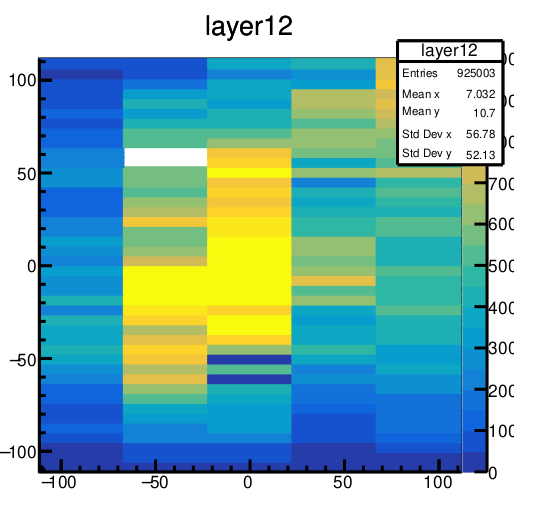 layer12
layer12
Entries 925003
Mean x 7.032
Mean y 10.7
Std Dev x 56.78
Std Dev y 52.13
100
50
0
−50
−100
−100 −50 0 50 100
700
600
500
400
300
200
100
0